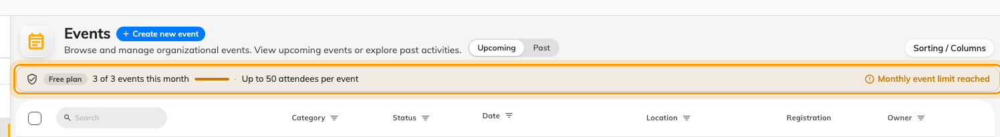 Events
+ Create new event
Browse and manage organizational events. View upcoming events or explore past activities.
Upcoming
Past
Sorting / Columns
Free plan
3 of 3 events this month
· Up to 50 attendees per event
Monthly event limit reached
Search
Category
Status
Date
Location
Registration
Owner